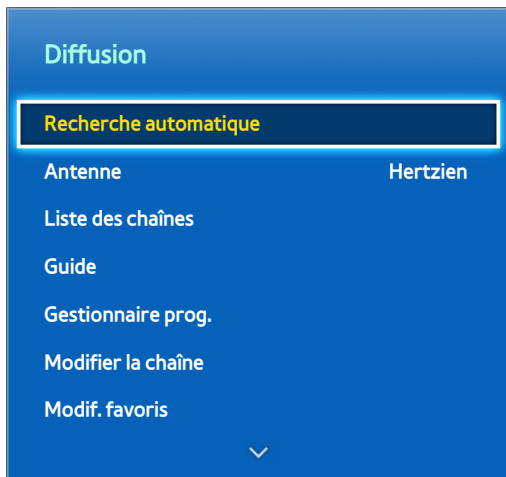 Diffusion
Recherche automatique
Antenne Hertzien
Liste des chaînes
Guide
Gestionnaire prog.
Modifier la chaîne
Modif. favoris